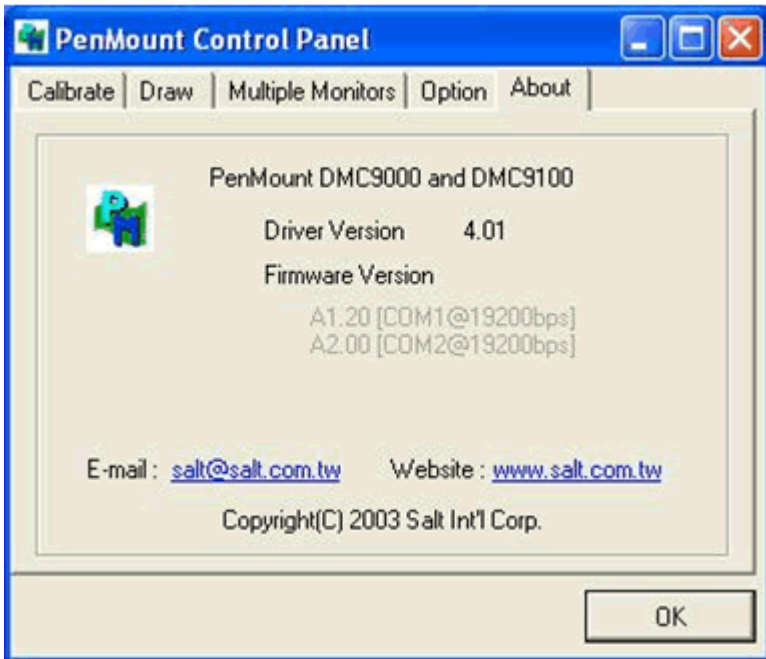 PenMount Control Panel
Calibrate Draw Multiple Monitors Option About
PenMount DMC9000 and DMC9100
PM
Driver Version 4.01
Firmware Version
A1.20 [COM1@19200bps]
A2.00 [COM2@19200bps]
E-mail : salt@salt.com.tw Website : www.salt.com.tw
Copyright(C) 2003 Salt Int'l Corp.
OK